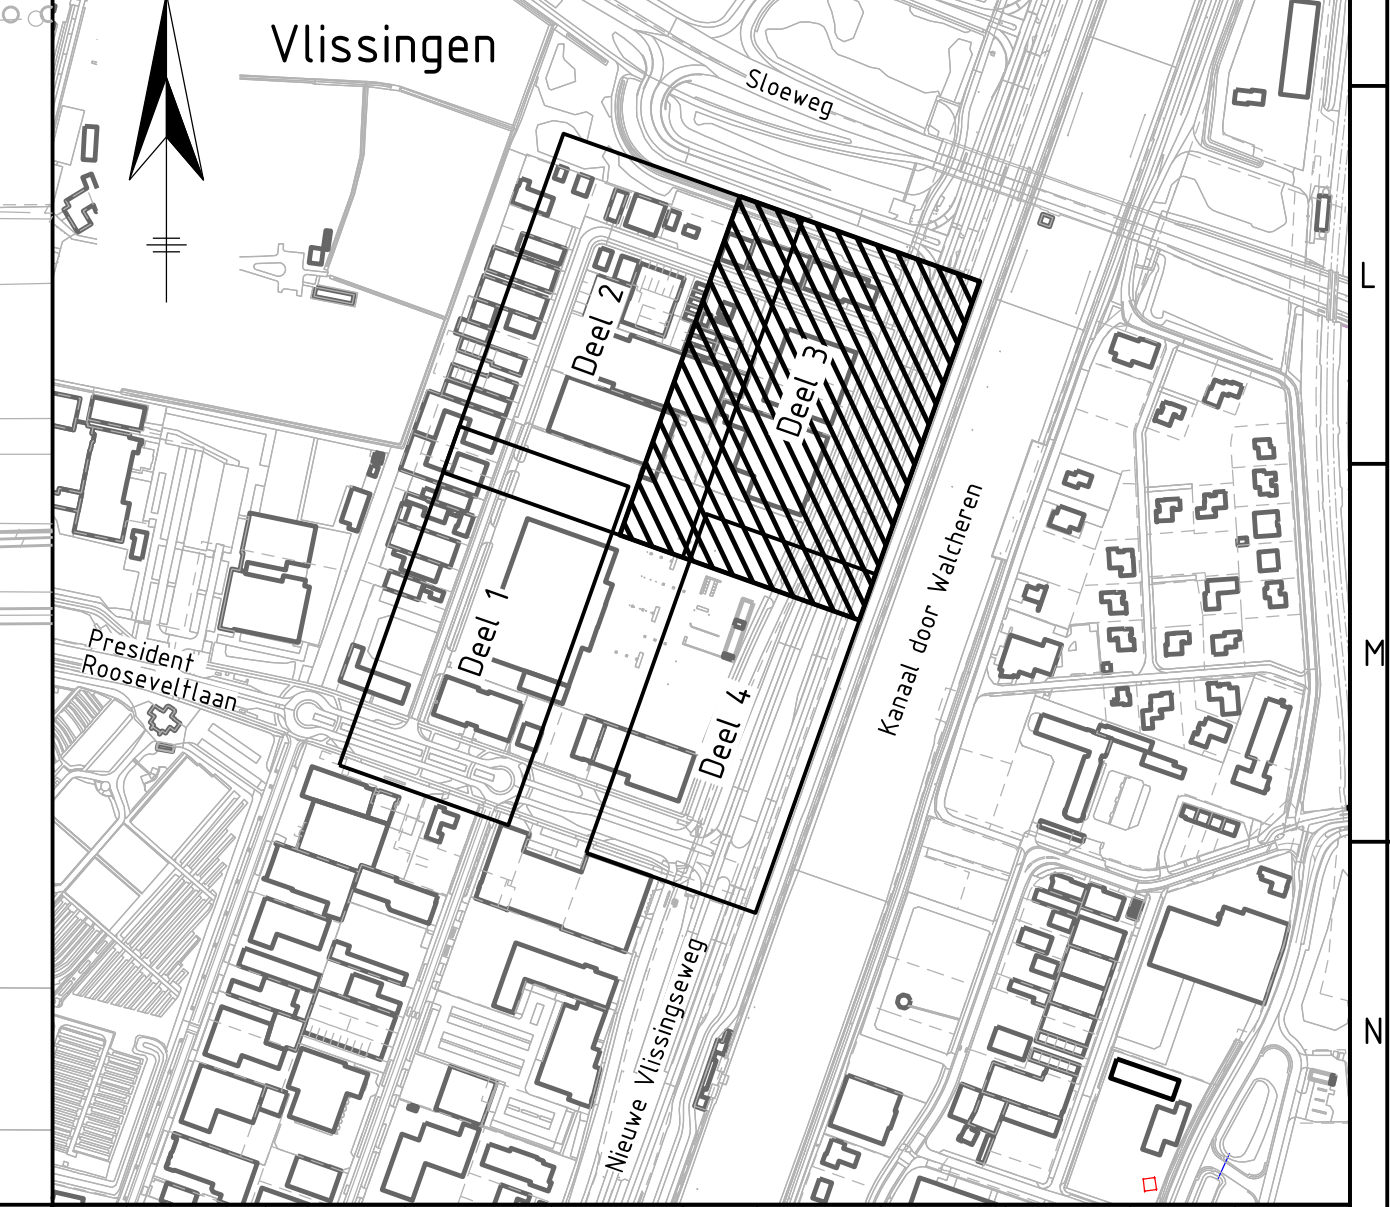 Vlissingen
Sloeweg
Deel 2
Deel 3
L
Deel 1
Kanaal door Walcheren
President
Rooseveltlaan
M
Deel 4
Nieuwe Vlissingseweg
N